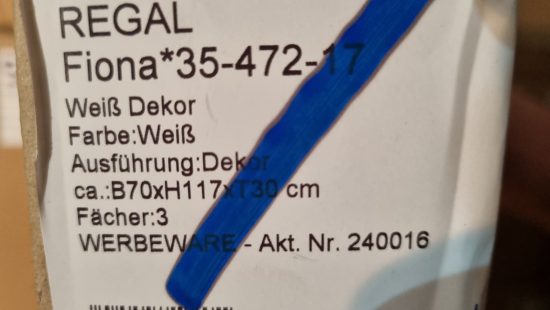 REGAL
Fiona*35-472-17
Weiß Dekor
Farbe:Weiß
Ausführung:Dekor
ca.:B70xH117xT30 cm
Fächer:3
WERBEWARE - Akt. Nr. 240016